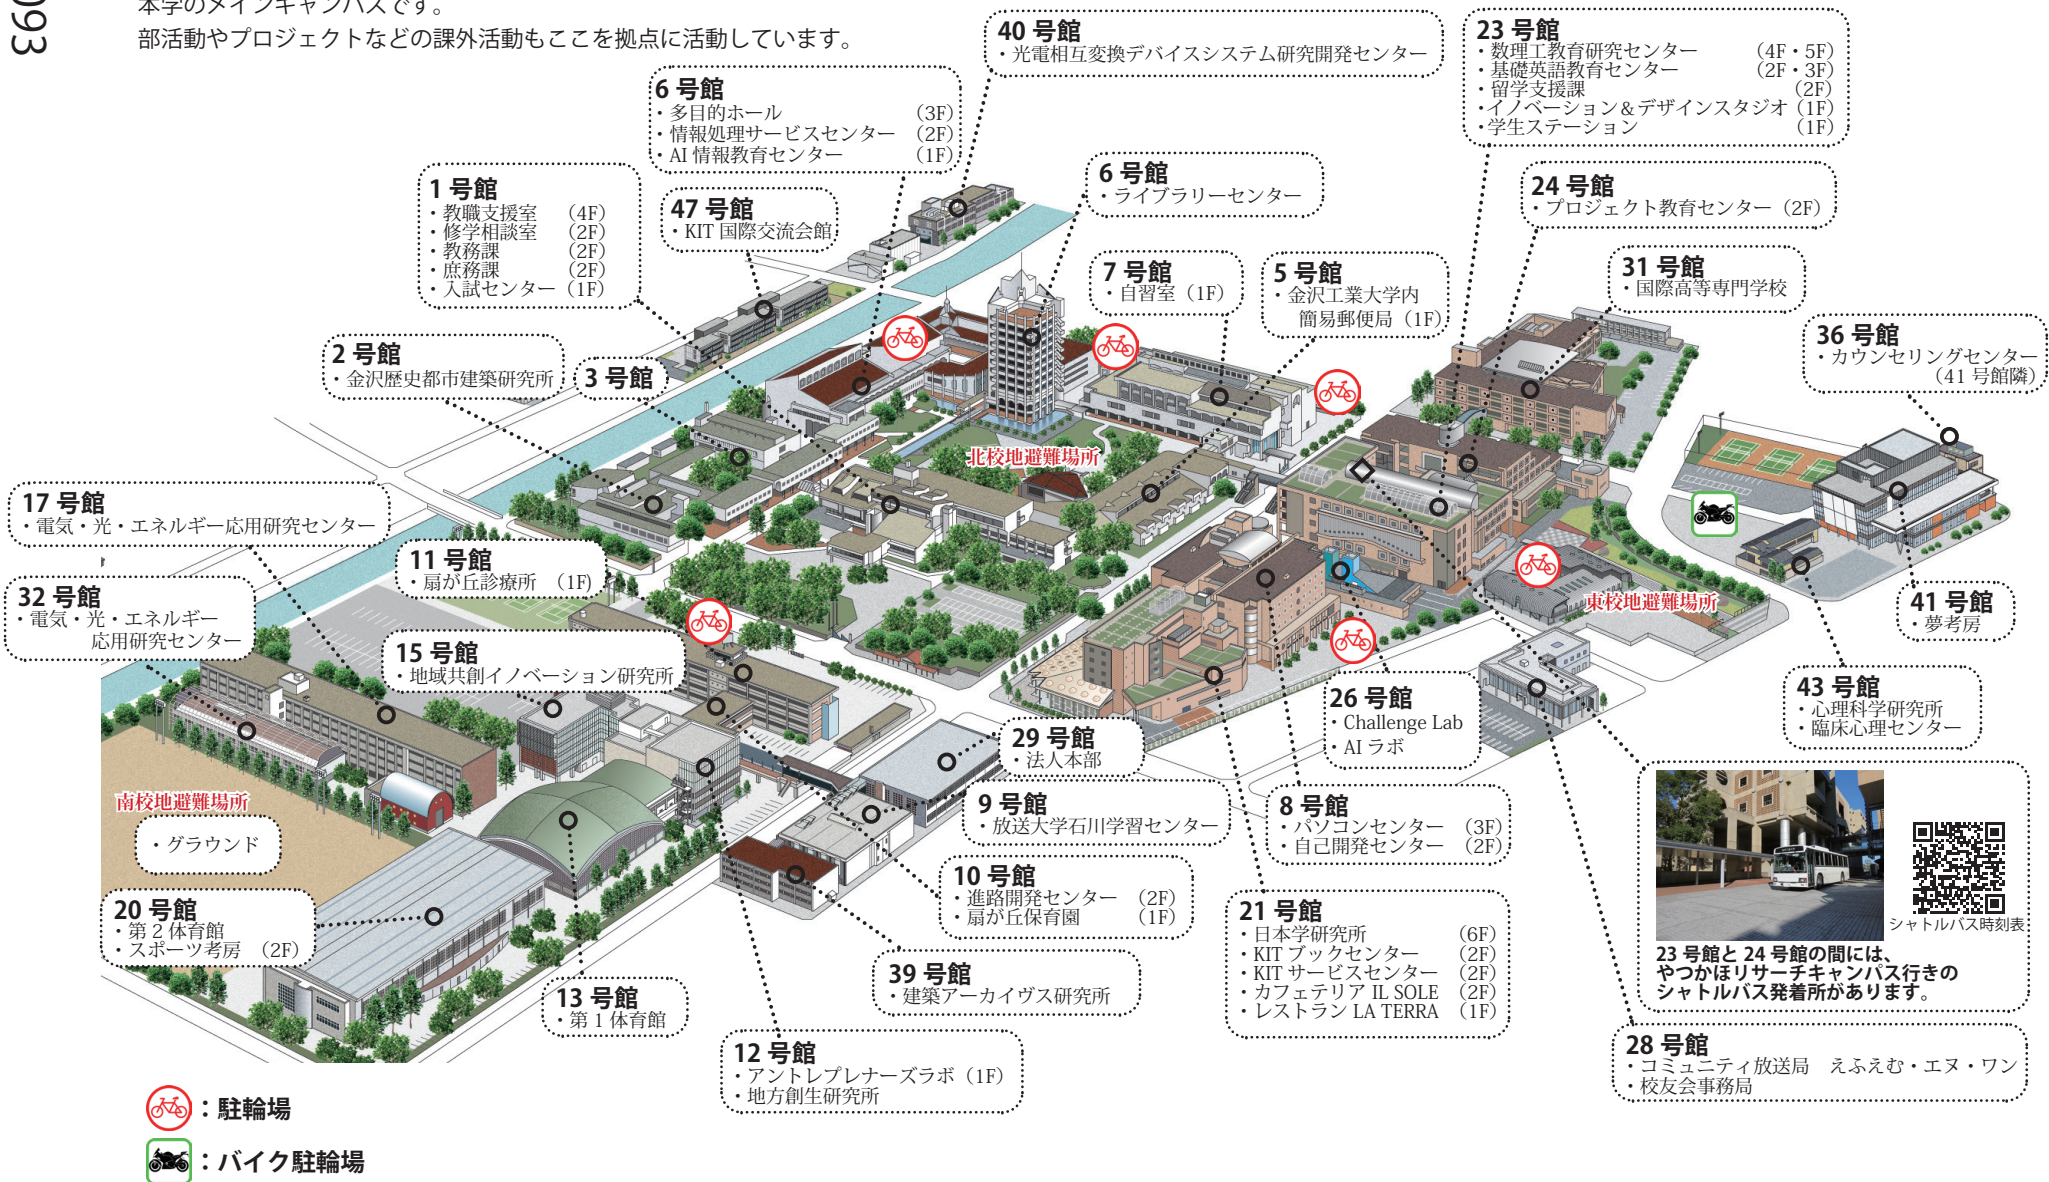 093
本学のメインキャンパスです。
部活動やプロジェクトなどの課外活動もここを拠点に活動しています。
40 号館
・光電相互変換デバイスシステム研究開発センター
23 号館
・数理工教育研究センター (4F・5F)
・基礎英語教育センター (2F・3F)
・留学支援課 (2F)
・イノベーション＆デザインスタジオ (1F)
・学生ステーション (1F)
6 号館
・多目的ホール (3F)
・情報処理サービスセンター (2F)
・AI 情報教育センター (1F)
1 号館
・教職支援室 (4F)
・修学相談室 (2F)
・教務課 (2F)
・庶務課 (2F)
・入試センター (1F)
47 号館
・KIT 国際交流会館
6 号館
・ライブラリーセンター
24 号館
・プロジェクト教育センター (2F)
7 号館
・自習室 (1F)
5 号館
・金沢工業大学内
簡易郵便局 (1F)
31 号館
・国際高等専門学校
36 号館
・カウンセリングセンター
(41 号館隣)
2 号館
・金沢歴史都市建築研究所
3 号館
北校地避難場所
17 号館
・電気・光・エネルギー応用研究センター
11 号館
・扇が丘診療所 (1F)
32 号館
・電気・光・エネルギー
応用研究センター
15 号館
・地域共創イノベーション研究所
東校地避難場所
41 号館
・夢考房
43 号館
・心理科学研究所
・臨床心理センター
26 号館
・Challenge Lab
・AI ラボ
29 号館
・法人本部
南校地避難場所
・グラウンド
9 号館
・放送大学石川学習センター
8 号館
・パソコンセンター (3F)
・自己開発センター (2F)
10 号館
・進路開発センター (2F)
・扇が丘保育園 (1F)
20 号館
・第 2 体育館
・スポーツ考房 (2F)
21 号館
・日本学研究所 (6F)
・KIT ブックセンター (2F)
・KIT サービスセンター (2F)
・カフェテリア IL SOLE (2F)
・レストラン LA TERRA (1F)
シャトルバス時刻表
23 号館と 24 号館の間には、
やつかほリサーチキャンパス行きの
シャトルバス発着所があります。
39 号館
・建築アーカイヴス研究所
13 号館
・第 1 体育館
12 号館
・アントレプレナーズラボ (1F)
・地方創生研究所
28 号館
・コミュニティ放送局 えふえむ・エヌ・ワン
・校友会事務局
：駐輪場
：バイク駐輪場